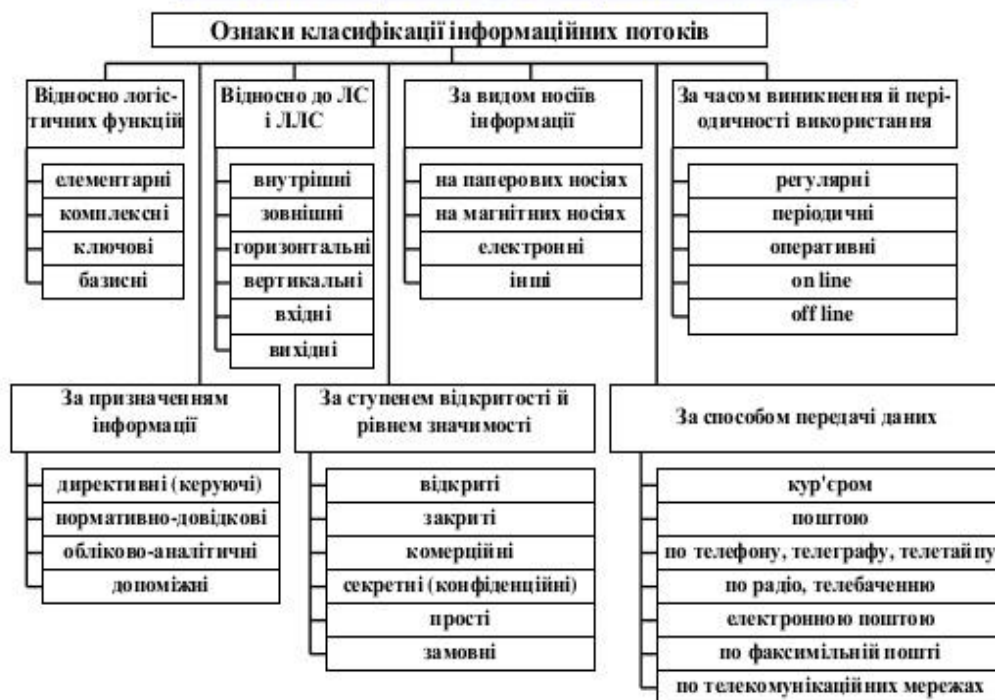 Ознаки класифікації інформаційних потоків
Відносно логіс-
тичних функцій
елементарні
комплексні
ключові
базисні
Відносно до ЛС
і ЛЛС
внутрішні
зовнішні
горизонтальні
вертикальні
вхідні
вихідні
За видом носіїв
інформації
на паперових носіях
на магнітних носіях
електронні
інші
За часом виникнення й пері-
одичності використання
регулярні
періодичні
оперативні
on line
off line
За призначенням
інформації
директивні (керуючі)
нормативно-довідкові
обліково-аналітичні
допоміжні
За ступенем відкритості й
рівнем значимості
відкриті
закриті
комерційні
секретні (конфіденційні)
прості
замовні
За способом передачі даних
кур'єром
поштою
по телефону, телеграфу, телетайпу
по радіо, телебаченню
електронною поштою
по факсимільній пошті
по телекомунікаційних мережах